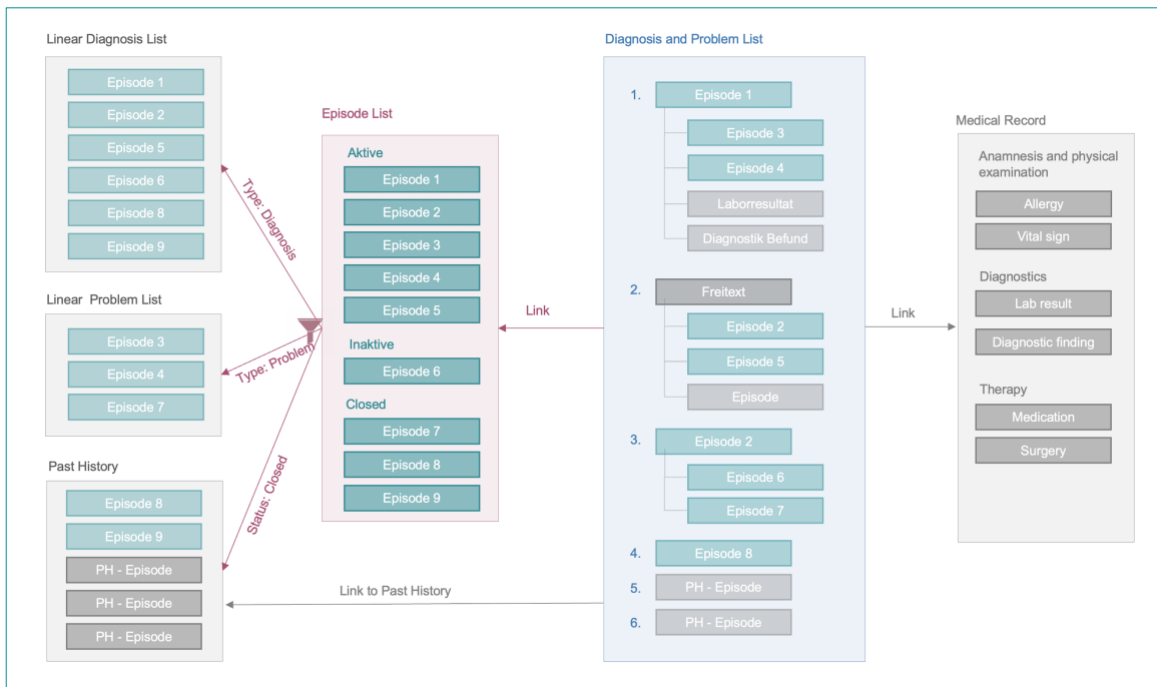 Linear Diagnosis List
Episode 1
Episode 2
Episode 5
Episode 6
Episode 8
Episode 9
Linear Problem List
Episode 3
Episode 4
Episode 7
Past History
Episode 8
Episode 9
PH - Episode
PH - Episode
PH - Episode
Type: Diagnosis
Type: Problem
Status: Closed
Episode List
Aktive
Episode 1
Episode 2
Episode 3
Episode 4
Episode 5
Inaktive
Episode 6
Closed
Episode 7
Episode 8
Episode 9
Link
Link to Past History
Diagnosis and Problem List
1. Episode 1
Episode 3
Episode 4
Laborresultat
Diagnostik Befund
2. Freitext
Episode 2
Episode 5
Episode
3. Episode 2
Episode 6
Episode 7
4. Episode 8
5. PH - Episode
6. PH - Episode
Link
Medical Record
Anamnesis and physical
examination
Allergy
Vital sign
Diagnostics
Lab result
Diagnostic finding
Therapy
Medication
Surgery